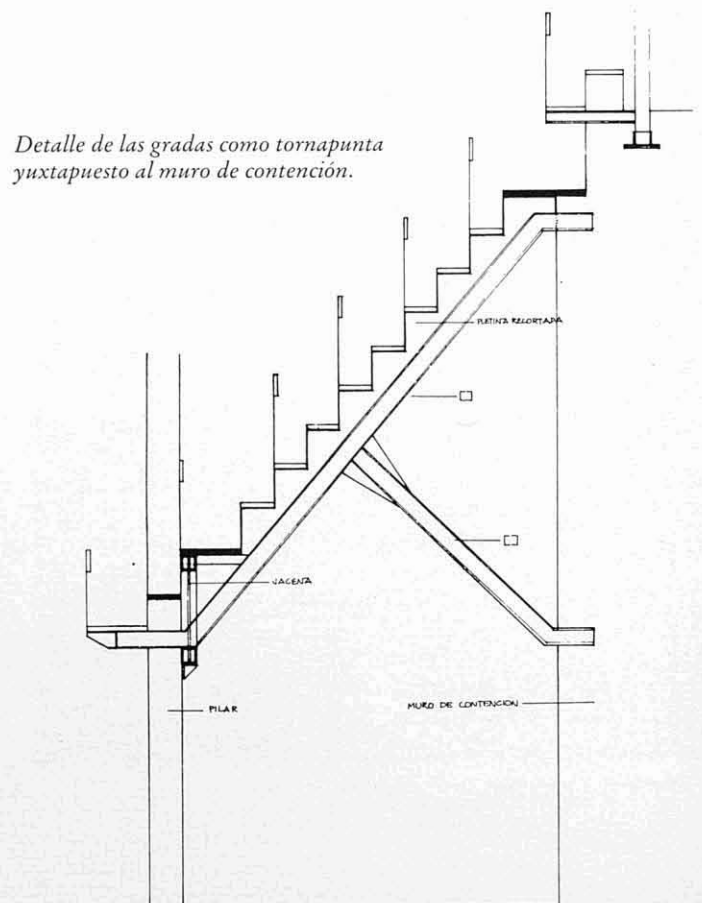 Detalle de las gradas como tornapunta
yuxtapuesto al muro de contención.
PLETINA RECORTADA
JACENA
PILAR
MURO DE CONTENCION